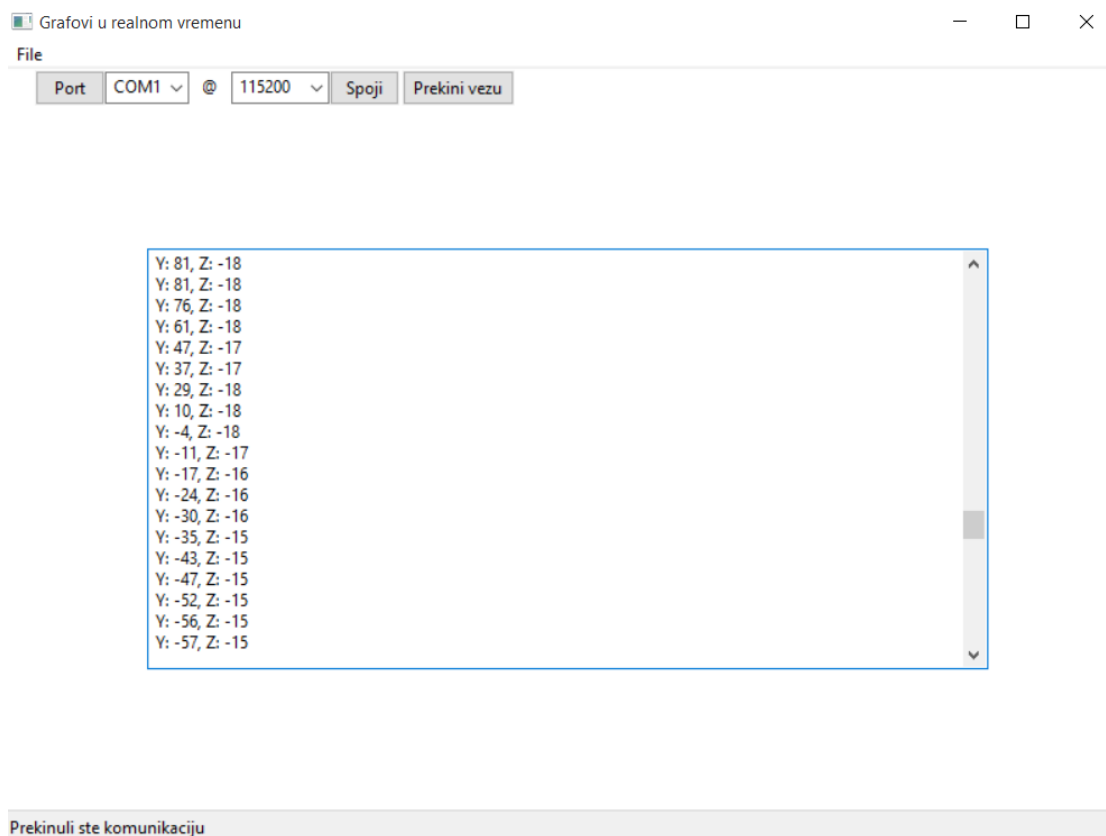 Grafovi u realnom vremenu
File
Port COM1 @ 115200 Spoji Prekini vezu
Y: 81, Z: -18
Y: 81, Z: -18
Y: 76, Z: -18
Y: 61, Z: -18
Y: 47, Z: -17
Y: 37, Z: -17
Y: 29, Z: -18
Y: 10, Z: -18
Y: -4, Z: -18
Y: -11, Z: -17
Y: -17, Z: -16
Y: -24, Z: -16
Y: -30, Z: -16
Y: -35, Z: -15
Y: -43, Z: -15
Y: -47, Z: -15
Y: -52, Z: -15
Y: -56, Z: -15
Y: -57, Z: -15
Prekinuli ste komunikaciju